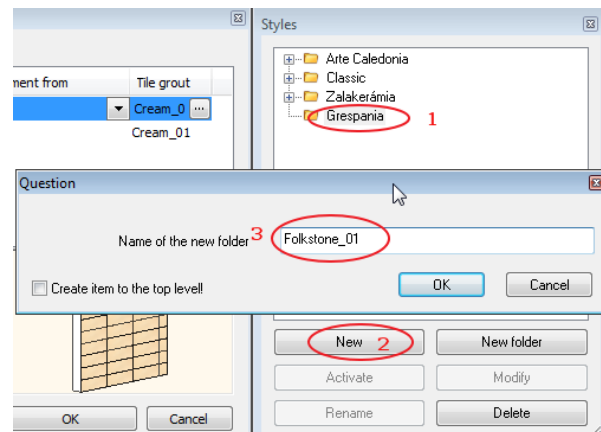 Styles
ment from Tile grout
Cream_0 ...
Cream_01
Arte Caledonia
Classic
Zalakerámia
Grespania
1
Question
Name of the new folder 3 Folkstone_01
Create item to the top level!
OK Cancel
New 2 New folder
Activate Modify
Rename Delete
OK Cancel